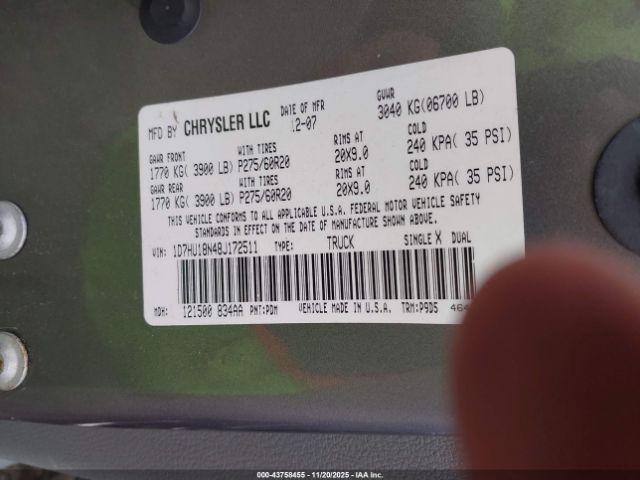 MFD BY CHRYSLER LLC DATE OF MFR 12-07 GVWR 3040 KG(06700 LB)
GAWR FRONT WITH TIRES RIMS AT COLD
1770 KG( 3900 LB) P275/60R20 20X9.0 240 KPA( 35 PSI)
GAWR REAR WITH TIRES RIMS AT COLD
1770 KG( 3900 LB) P275/60R20 20X9.0 240 KPA( 35 PSI)
THIS VEHICLE CONFORMS TO ALL APPLICABLE U.S.A. FEDERAL MOTOR VEHICLE SAFETY
STANDARDS IN EFFECT ON THE DATE OF MANUFACTURE SHOWN ABOVE.
VIN: 1D7HU18N48J172511 TYPE: TRUCK SINGLE X DUAL
MDH: 121500 834AA PNT:PDM VEHICLE MADE IN U.S.A. TRM:P9D5 464
000-43758455 - 11/20/2025 - IAA Inc.